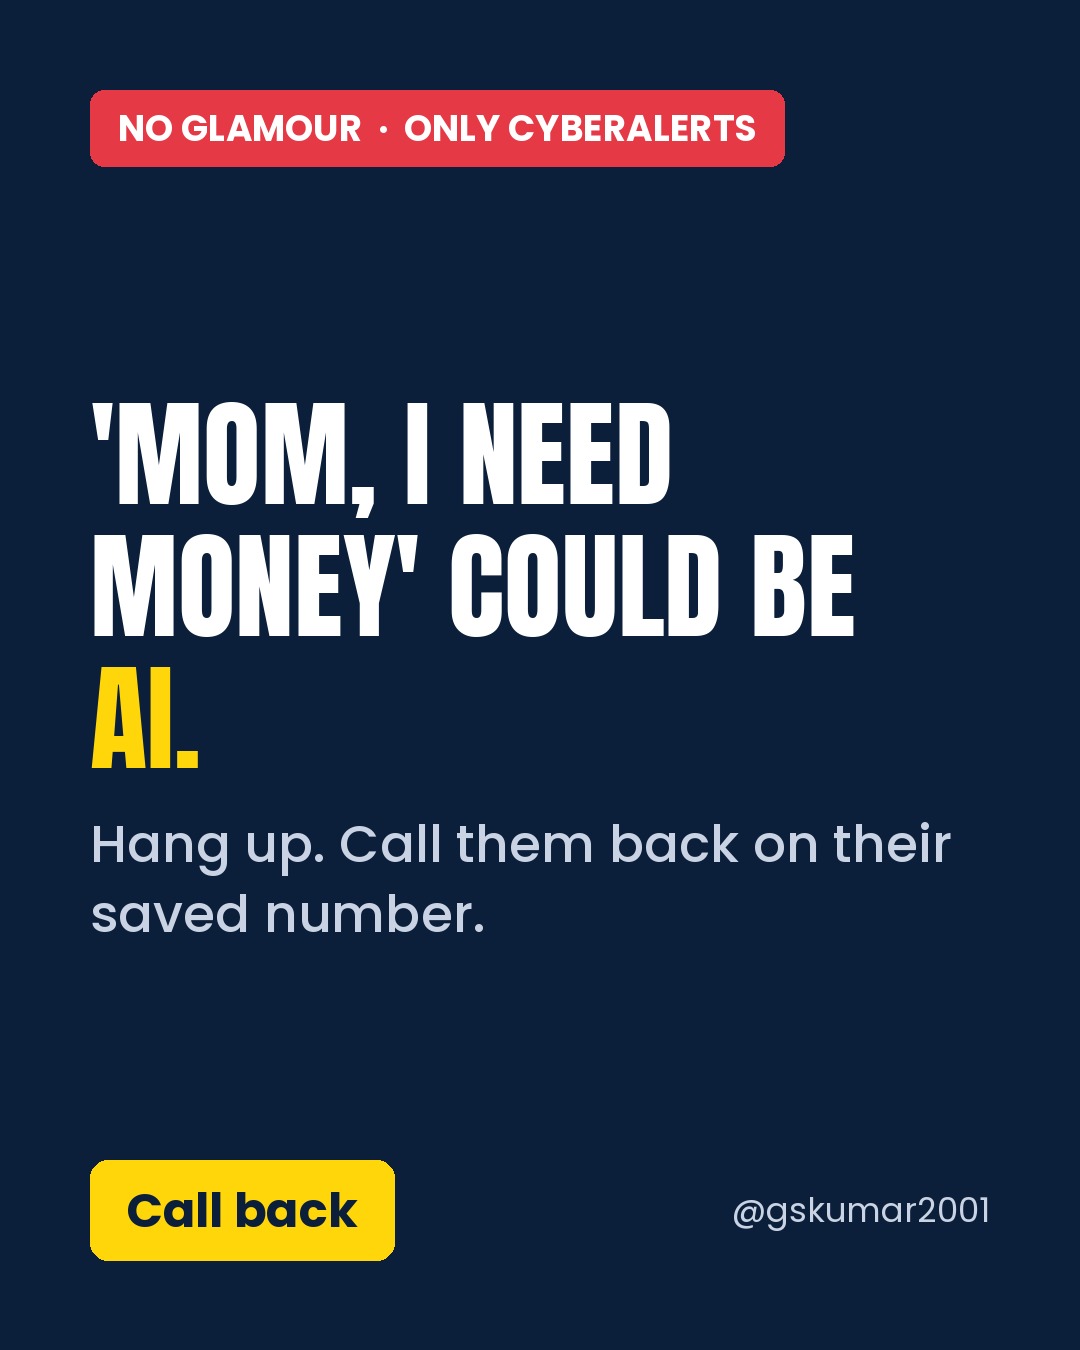 NO GLAMOUR · ONLY CYBERALERTS
'MOM, I NEED
MONEY' COULD BE
AI.
Hang up. Call them back on their
saved number.
Call back
@gskumar2001